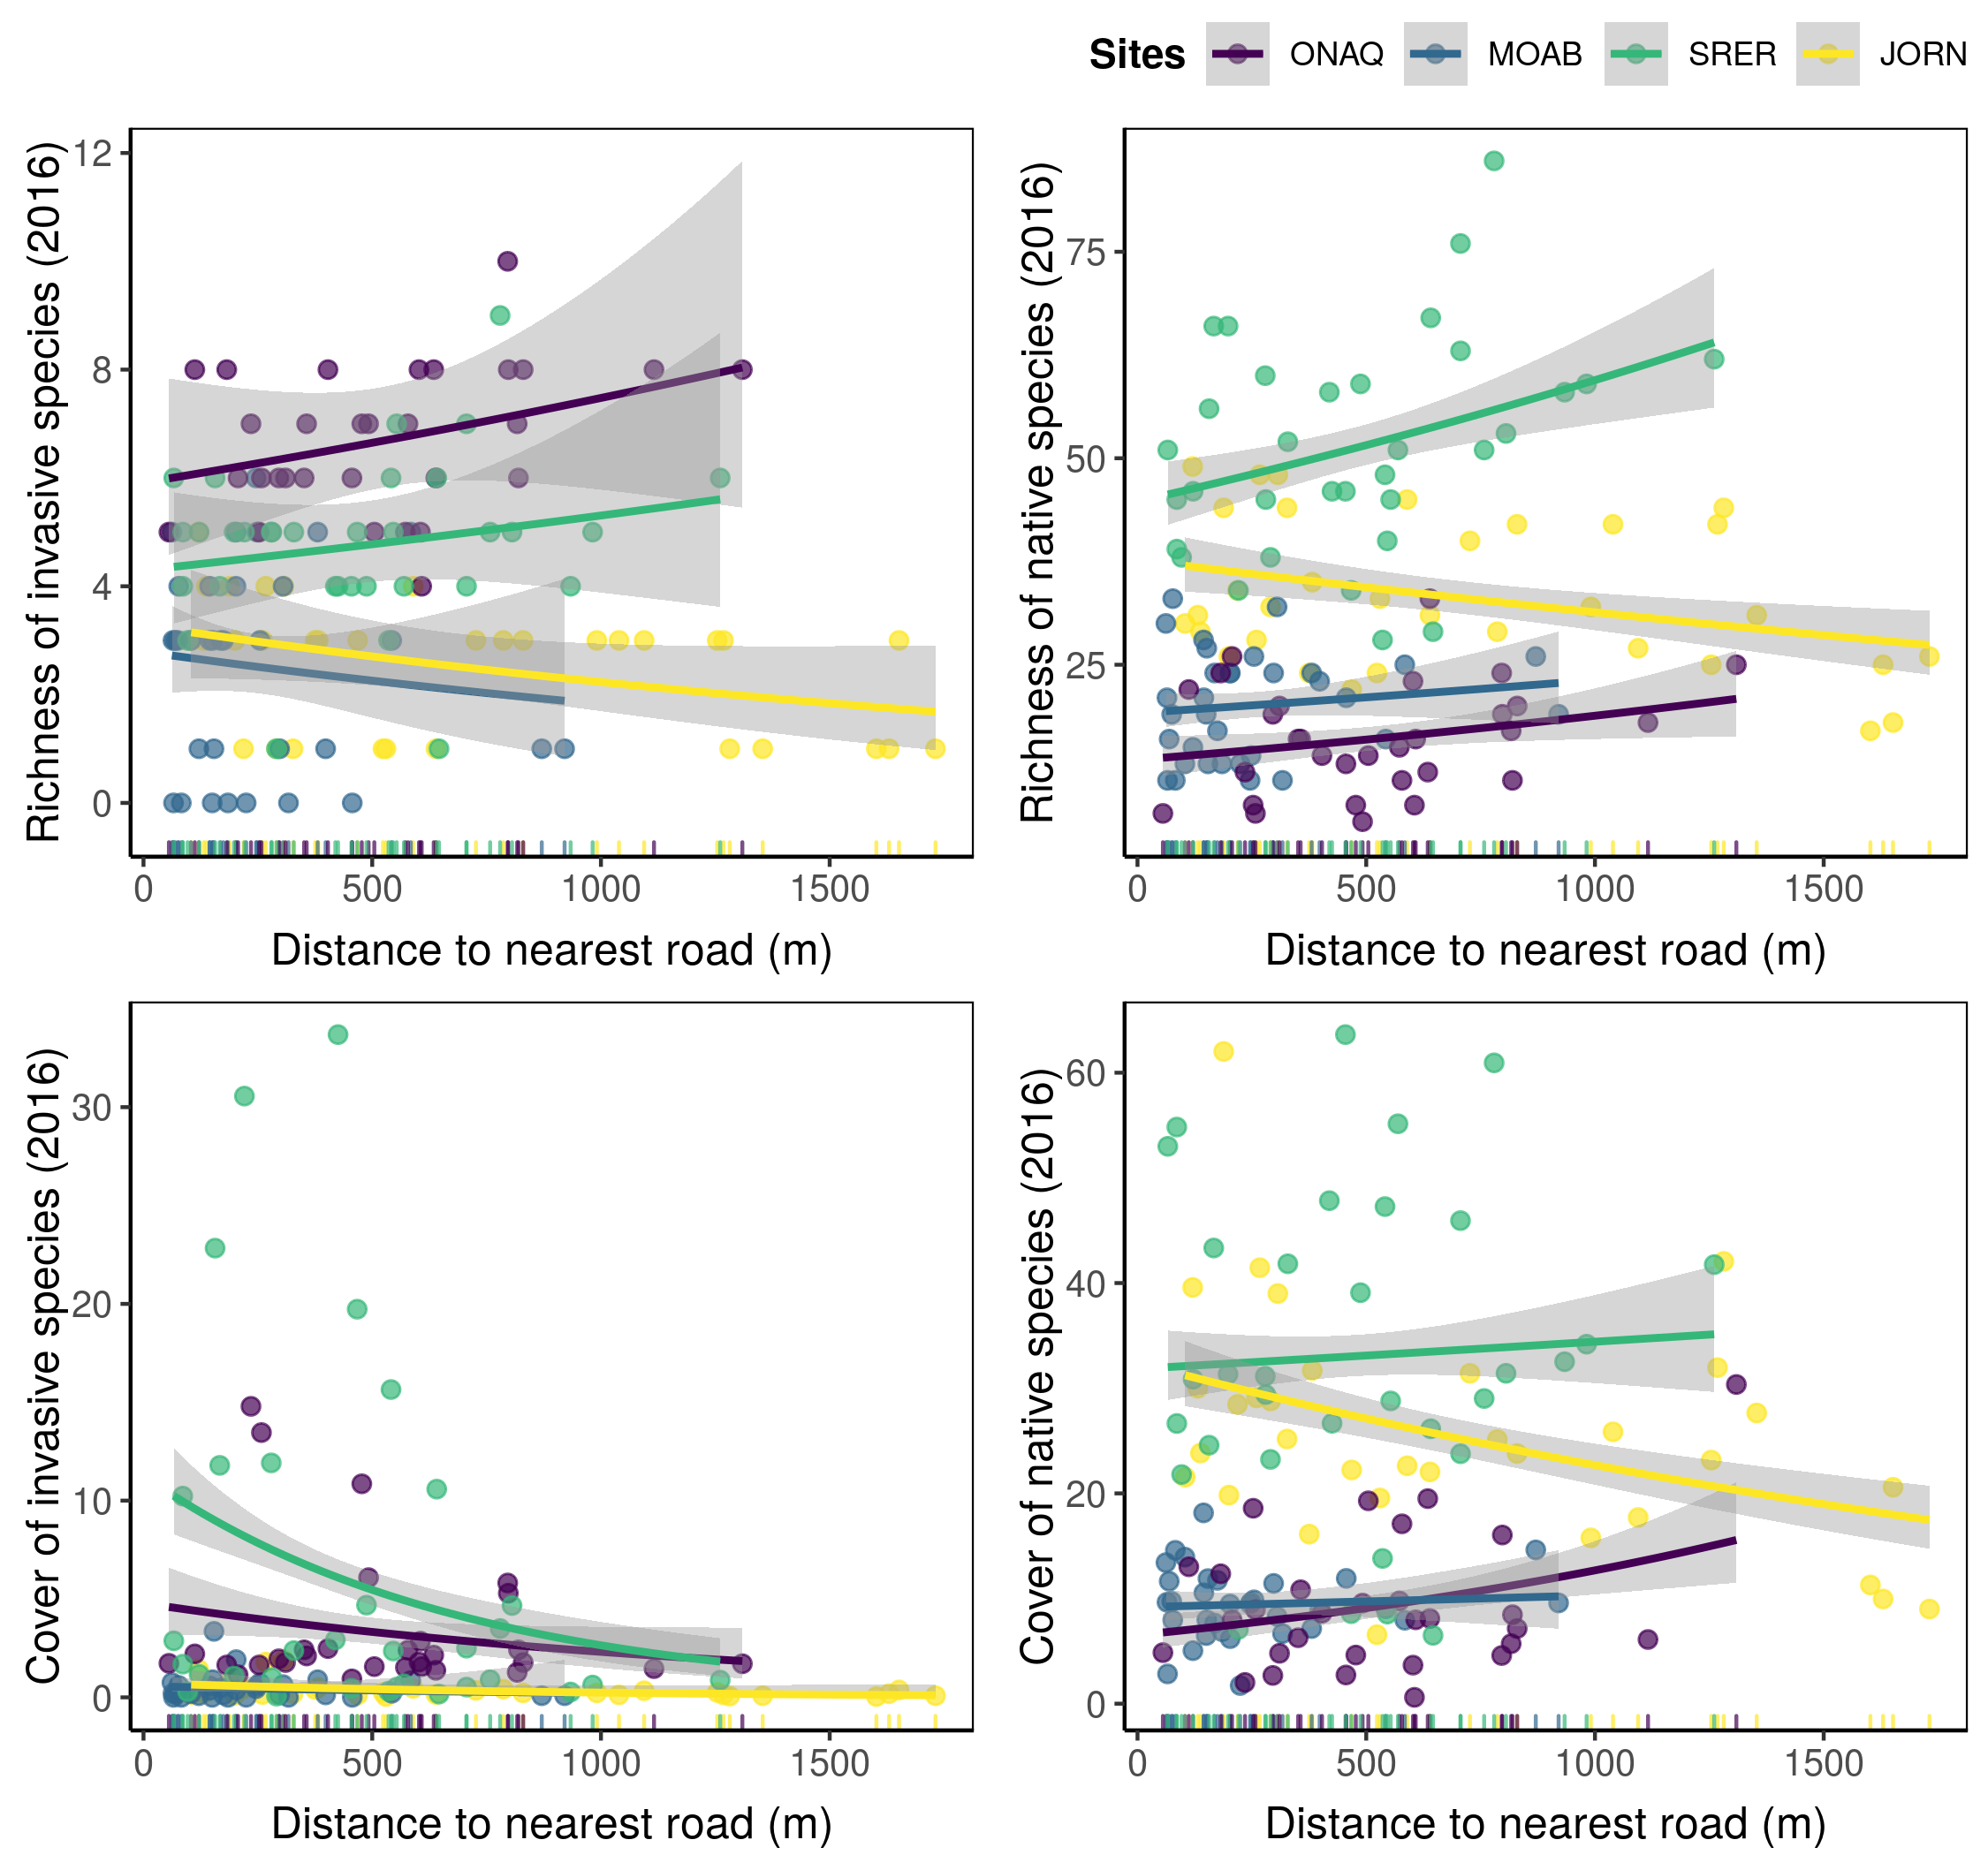 Sites ONAQ MOAB SRER JORN
Richness of invasive species (2016)
12
8
4
0
0 500 1000 1500
Distance to nearest road (m)
Richness of native species (2016)
75
50
25
0 500 1000 1500
Distance to nearest road (m)
Cover of invasive species (2016)
30
20
10
0
0 500 1000 1500
Distance to nearest road (m)
Cover of native species (2016)
60
40
20
0
0 500 1000 1500
Distance to nearest road (m)